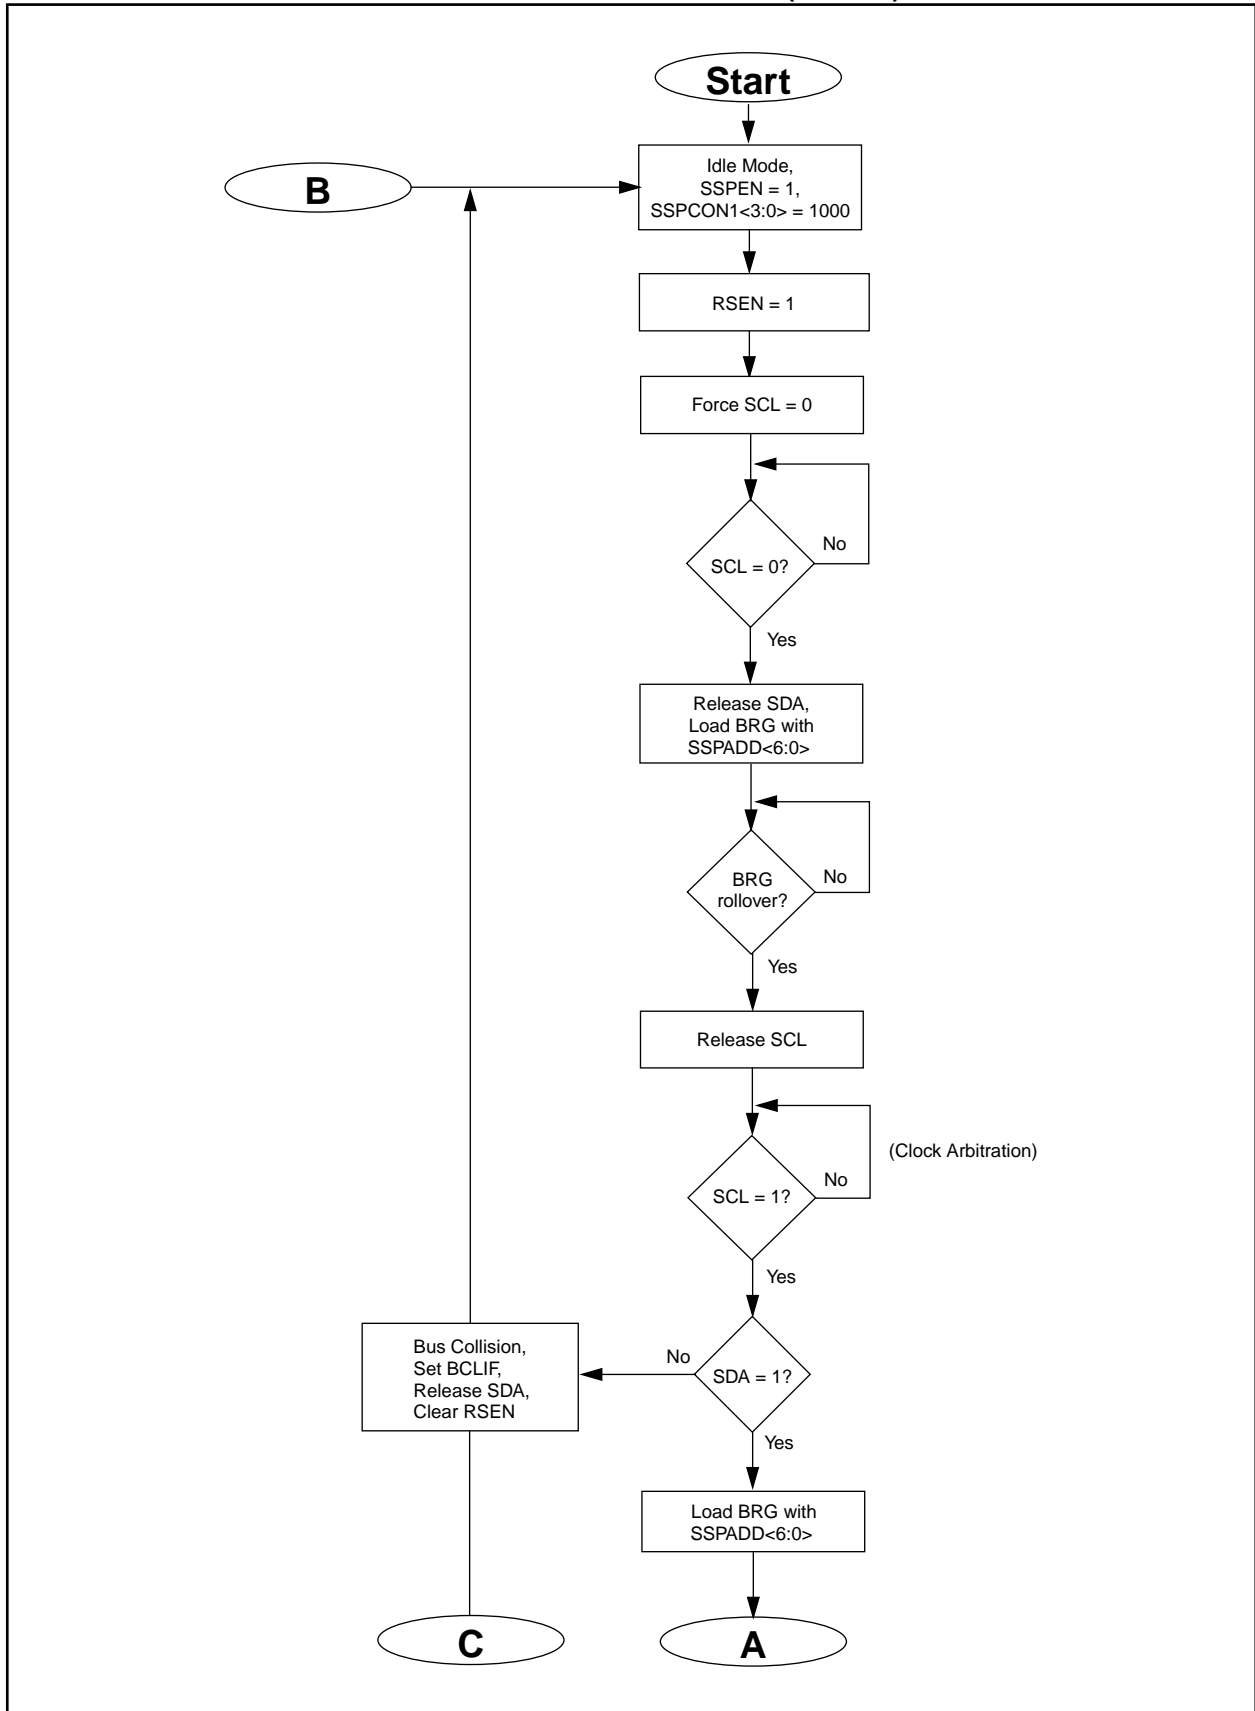 Start
B
Idle Mode,
SSPEN = 1,
SSPCON1<3:0> = 1000
RSEN = 1
Force SCL = 0
No
SCL = 0?
Yes
Release SDA,
Load BRG with
SSPADD<6:0>
BRG
rollover?
No
Yes
Release SCL
(Clock Arbitration)
No
SCL = 1?
Yes
Bus Collision,
Set BCLIF,
Release SDA,
Clear RSEN
No
SDA = 1?
Yes
Load BRG with
SSPADD<6:0>
C
A